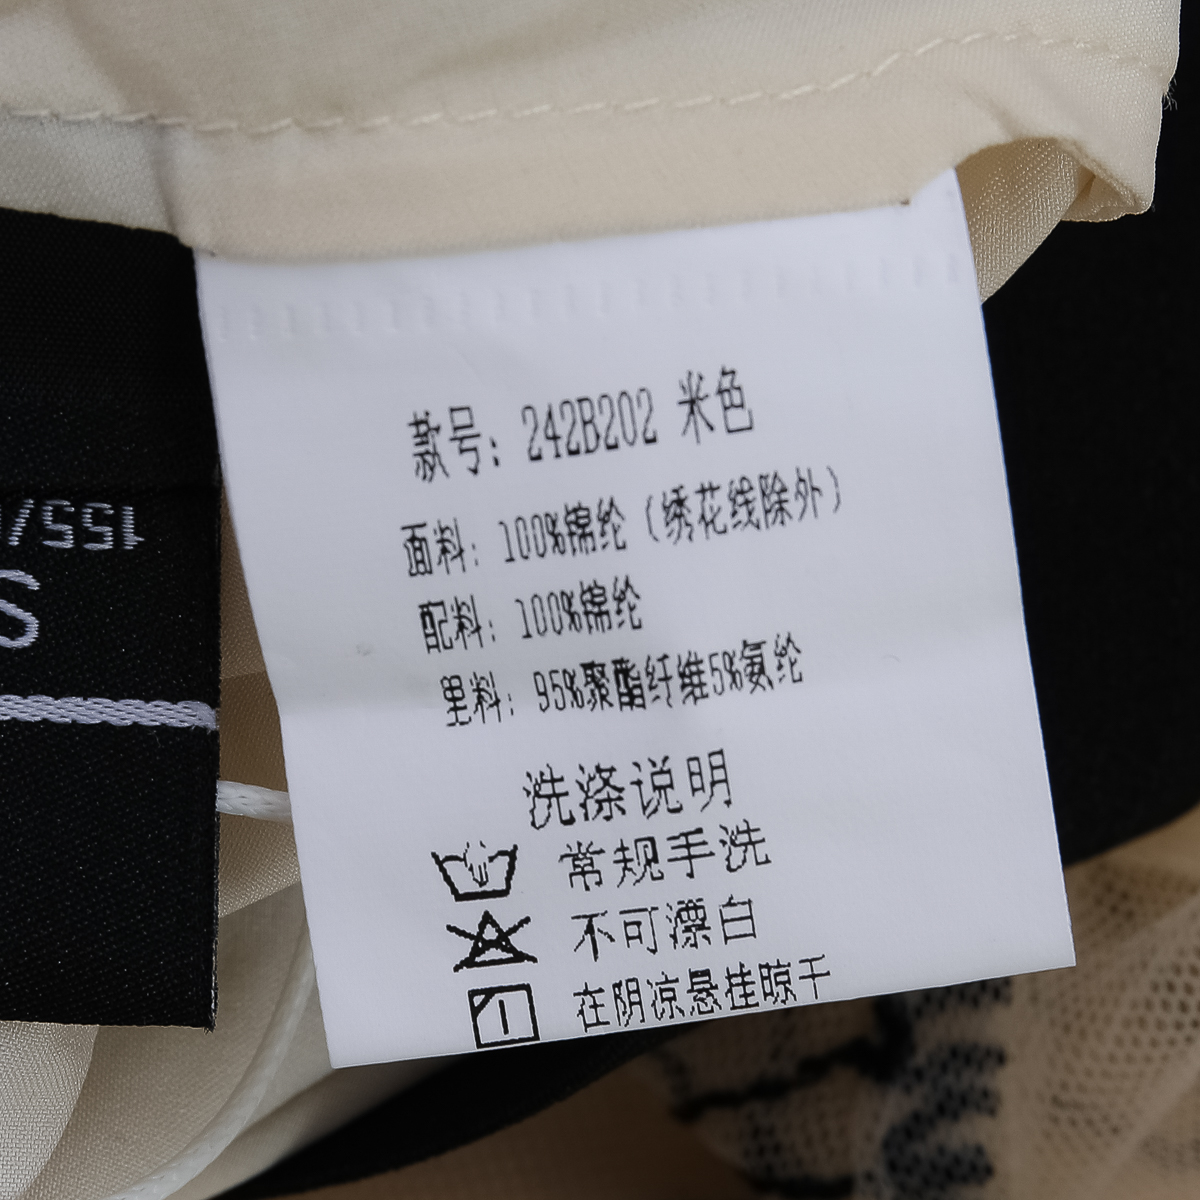 款号：242B202 米色
面料：100%锦纶（绣花线除外）
配料：100%锦纶
里料：95%聚酯纤维5%氨纶
洗涤说明
常规手洗
不可漂白
在阴凉悬挂晾干
155/
S